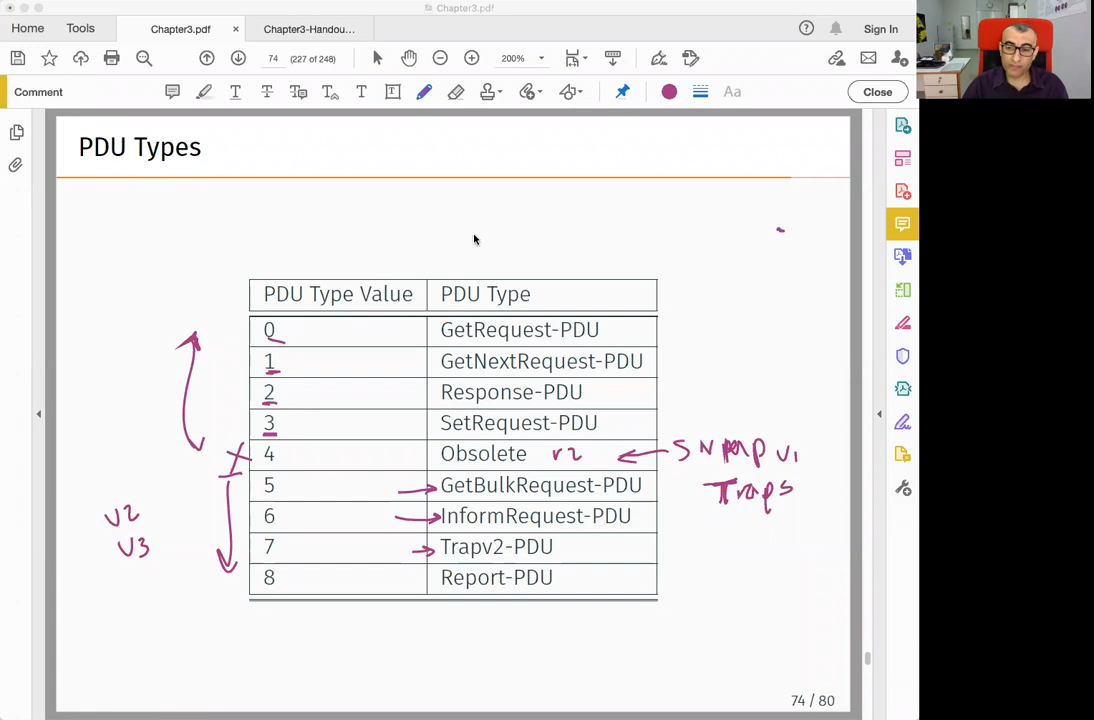 Chapter3.pdf
Home Tools Chapter3.pdf × Chapter3-Handou... Sign In
74 (227 of 248) 200%
Comment Close
PDU Types
PDU Type Value PDU Type
0 GetRequest-PDU
1 GetNextRequest-PDU
2 Response-PDU
3 SetRequest-PDU
4 Obsolete v2 SNMP v1
5 GetBulkRequest-PDU Traps
6 InformRequest-PDU v2
7 Trapv2-PDU v3
8 Report-PDU
74 / 80